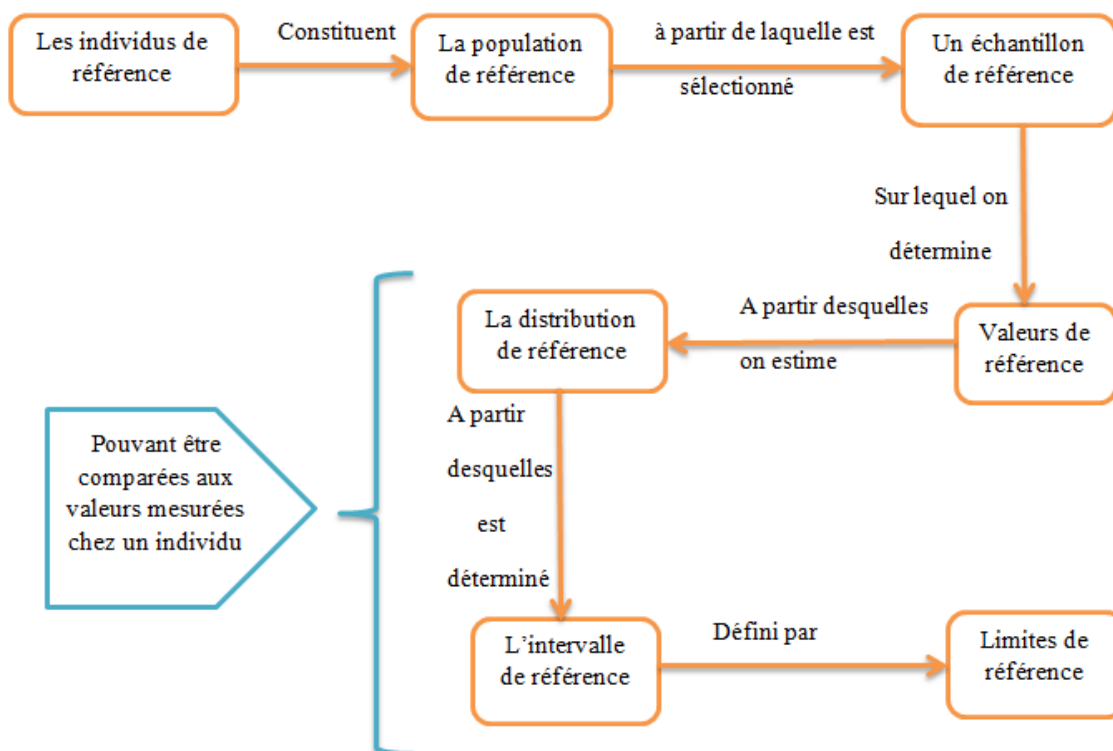 Les individus de
référence
Constituent
La population
de référence
à partir de laquelle est
sélectionné
Un échantillon
de référence
Sur lequel on
détermine
Valeurs de
référence
A partir desquelles
on estime
La distribution
de référence
A partir
desquelles
est
déterminé
L'intervalle
de référence
Défini par
Limites de
référence
Pouvant être
comparées aux
valeurs mesurées
chez un individu